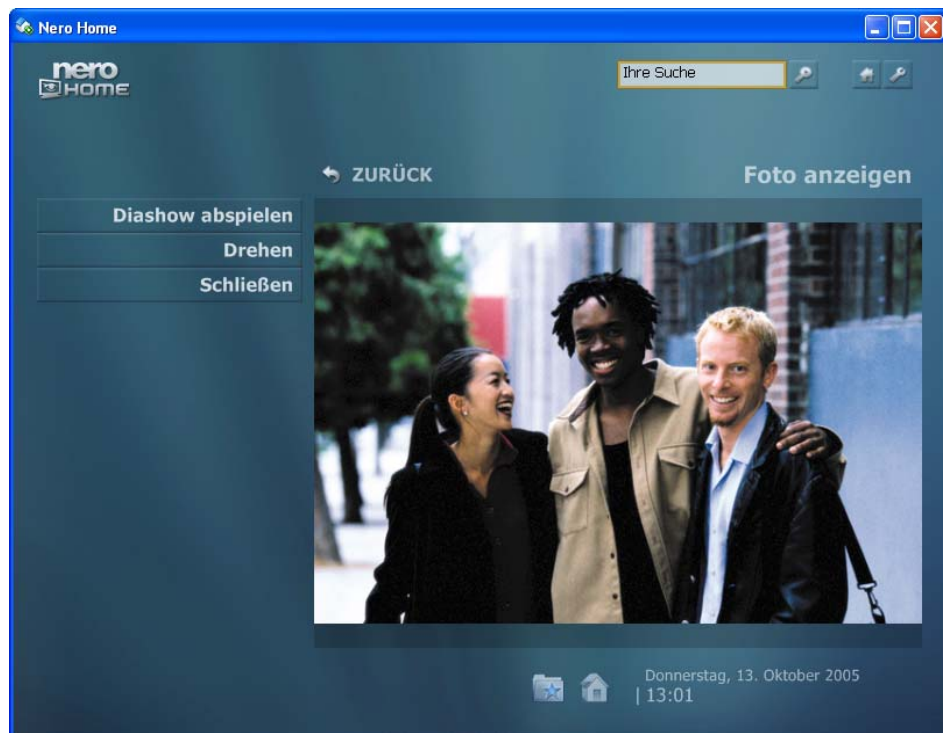 Nero Home
nero
HOME
Ihre Suche
ZURÜCK
Foto anzeigen
Diashow abspielen
Drehen
Schließen
Donnerstag, 13. Oktober 2005
| 13:01